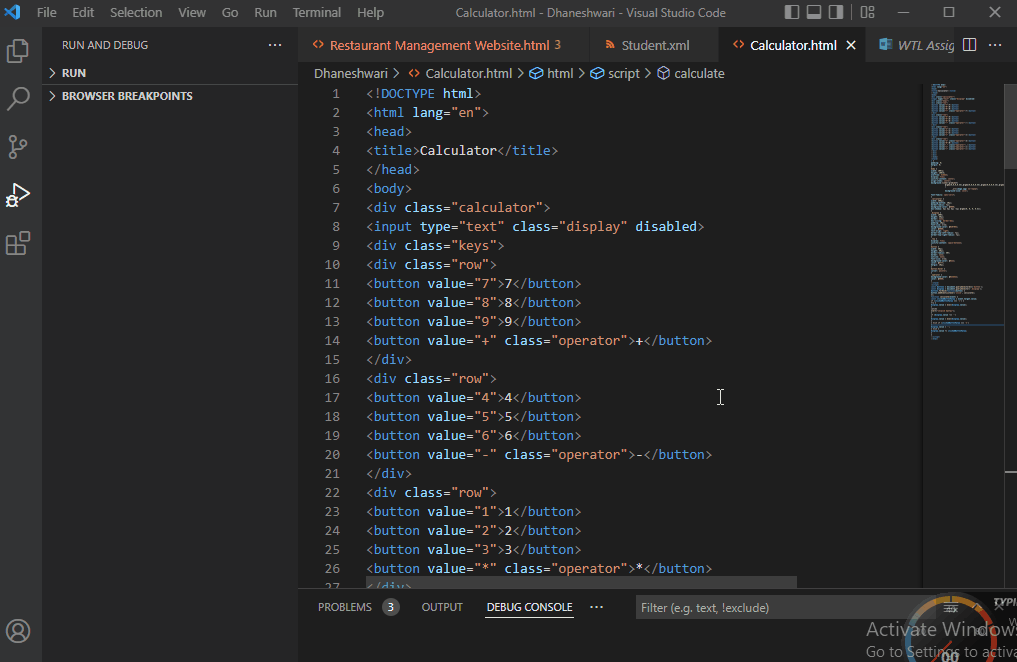 File Edit Selection View Go Run Terminal Help Calculator.html - Dhaneshwari - Visual Studio Code
RUN AND DEBUG ···
Restaurant Management Website.html 3 Student.xml Calculator.html WTL Assig ···
RUN
BROWSER BREAKPOINTS
Dhaneshwari > Calculator.html > html > script > calculate
1 <!DOCTYPE html>
2 <html lang="en">
3 <head>
4 <title>Calculator</title>
5 </head>
6 <body>
7 <div class="calculator">
8 <input type="text" class="display" disabled>
9 <div class="keys">
10 <div class="row">
11 <button value="7">7</button>
12 <button value="8">8</button>
13 <button value="9">9</button>
14 <button value="+" class="operator">+</button>
15 </div>
16 <div class="row">
17 <button value="4">4</button>
18 <button value="5">5</button>
19 <button value="6">6</button>
20 <button value="-" class="operator">-</button>
21 </div>
22 <div class="row">
23 <button value="1">1</button>
24 <button value="2">2</button>
25 <button value="3">3</button>
26 <button value="*" class="operator">*</button>
27 </div>
PROBLEMS 3 OUTPUT DEBUG CONSOLE ··· Filter (e.g. text, !exclude)
TYPI
Activate Windows
Go to Settings to activa
00